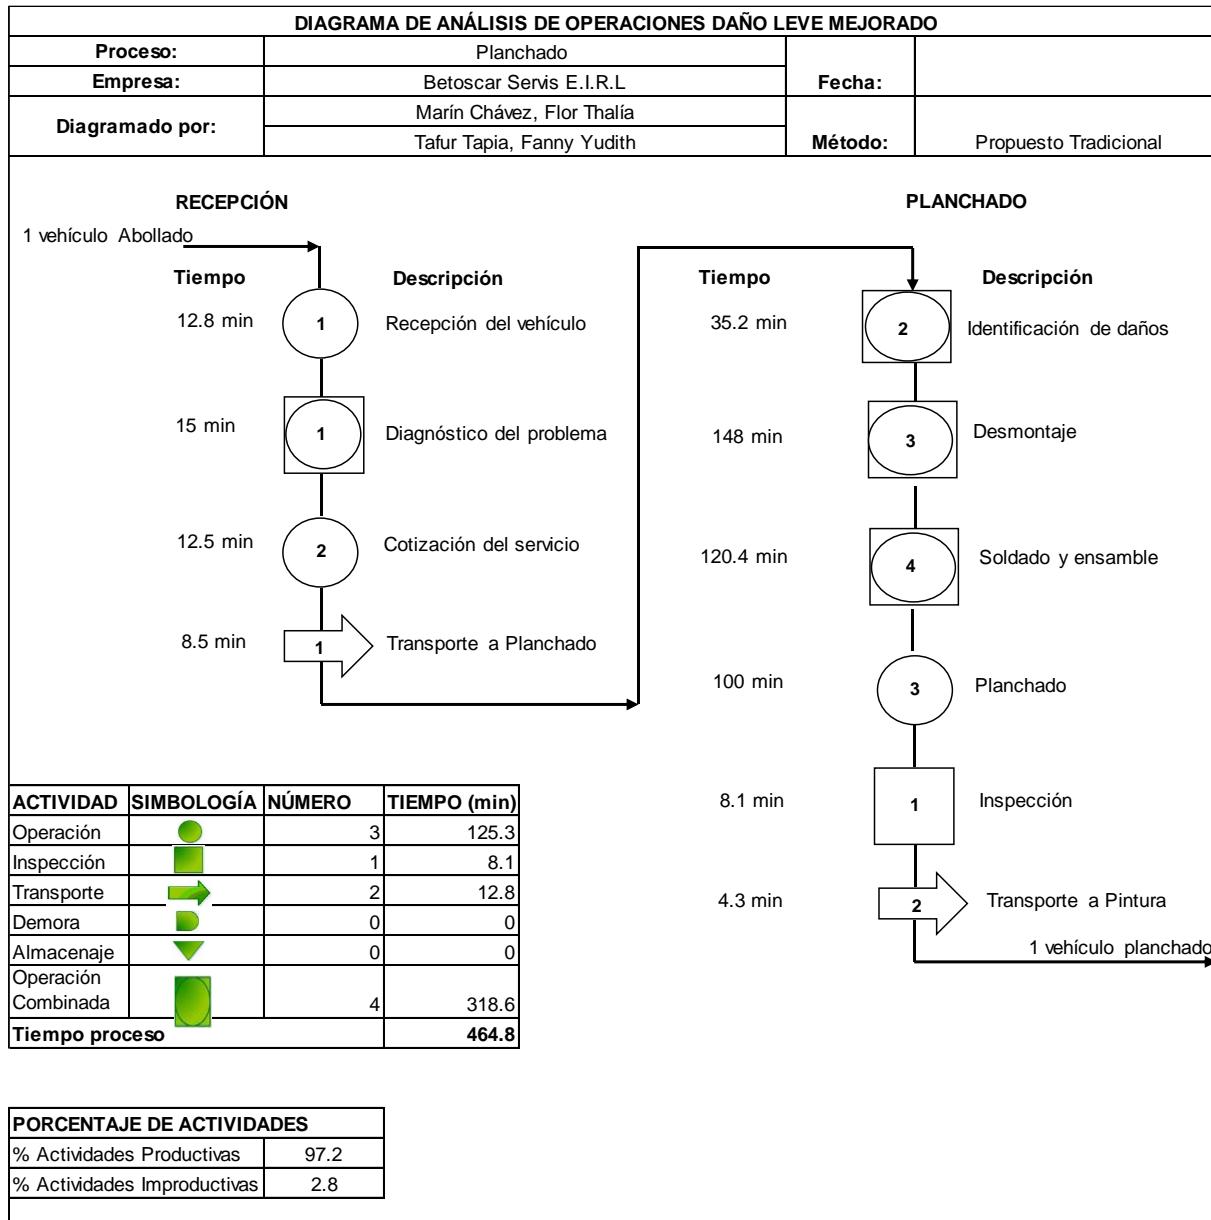 DIAGRAMA DE ANÁLISIS DE OPERACIONES DAÑO LEVE MEJORADO
Proceso: Planchado
Empresa: Betoscar Servis E.I.R.L Fecha:
Diagramado por: Marín Chávez, Flor Thalía
Tafur Tapia, Fanny Yudith Método: Propuesto Tradicional
RECEPCIÓN
1 vehículo Abollado
Tiempo Descripción
12.8 min 1 Recepción del vehículo
15 min 1 Diagnóstico del problema
12.5 min 2 Cotización del servicio
8.5 min 1 Transporte a Planchado
PLANCHADO
Tiempo Descripción
35.2 min 2 Identificación de daños
148 min 3 Desmontaje
120.4 min 4 Soldado y ensamble
100 min 3 Planchado
8.1 min 1 Inspección
4.3 min 2 Transporte a Pintura
1 vehículo planchado
ACTIVIDAD SIMBOLOGÍA NÚMERO TIEMPO (min)
Operación 3 125.3
Inspección 1 8.1
Transporte 2 12.8
Demora 0 0
Almacenaje 0 0
Operación
Combinada 4 318.6
Tiempo proceso 464.8
PORCENTAJE DE ACTIVIDADES
% Actividades Productivas 97.2
% Actividades Improductivas 2.8